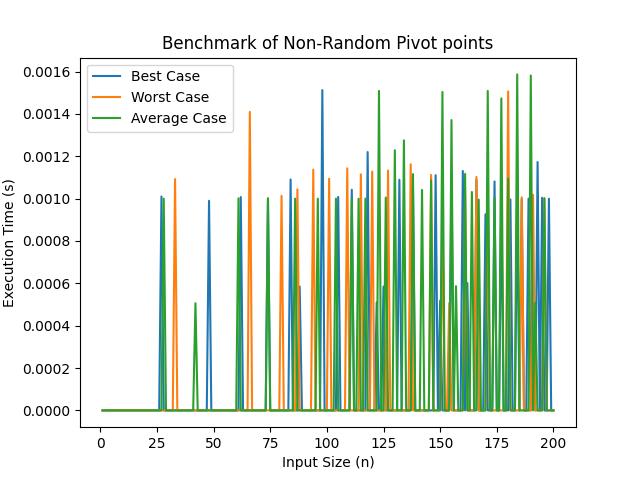 Benchmark of Non-Random Pivot points
Best Case
Worst Case
Average Case
0.0016
0.0014
0.0012
0.0010
0.0008
0.0006
0.0004
0.0002
0.0000
Execution Time (s)
0 25 50 75 100 125 150 175 200
Input Size (n)